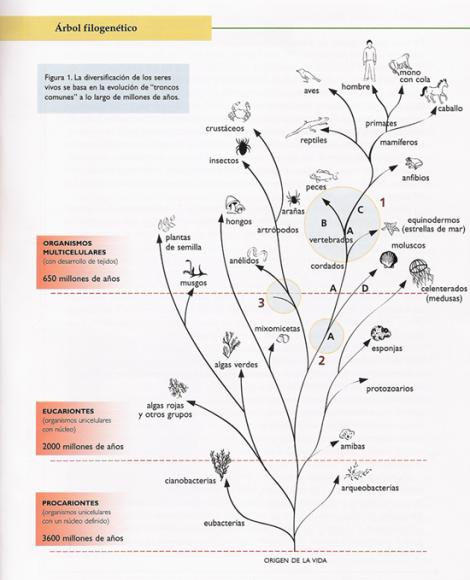 Árbol filogenético
Figura 1. La diversificación de los seres
vivos se basa en la evolución de "troncos
comunes" a lo largo de millones de años.
hombre
mono
con cola
aves
caballo
primates
crustáceos
reptiles
mamíferos
insectos
anfibios
peces
1
C
arañas
B
equinodermos
(estrellas de mar)
hongos
artrópodos
A
vertebrados
plantas
de semilla
moluscos
ORGANISMOS
MULTICELULARES
(con desarrollo de tejidos)
650 millones de años
anélidos
cordados
musgos
A
D
celenterados
(medusas)
3
mixomicetas
A
2
esponjas
algas verdes
protozoarios
algas rojas
y otros grupos
EUCARIONTES
(organismos unicelulares
con núcleo)
2000 millones de años
amibas
cianobacterias
arqueobacterias
PROCARIONTES
(organismos unicelulares
con un núcleo definido)
3600 millones de años
eubacterias
ORIGEN DE LA VIDA